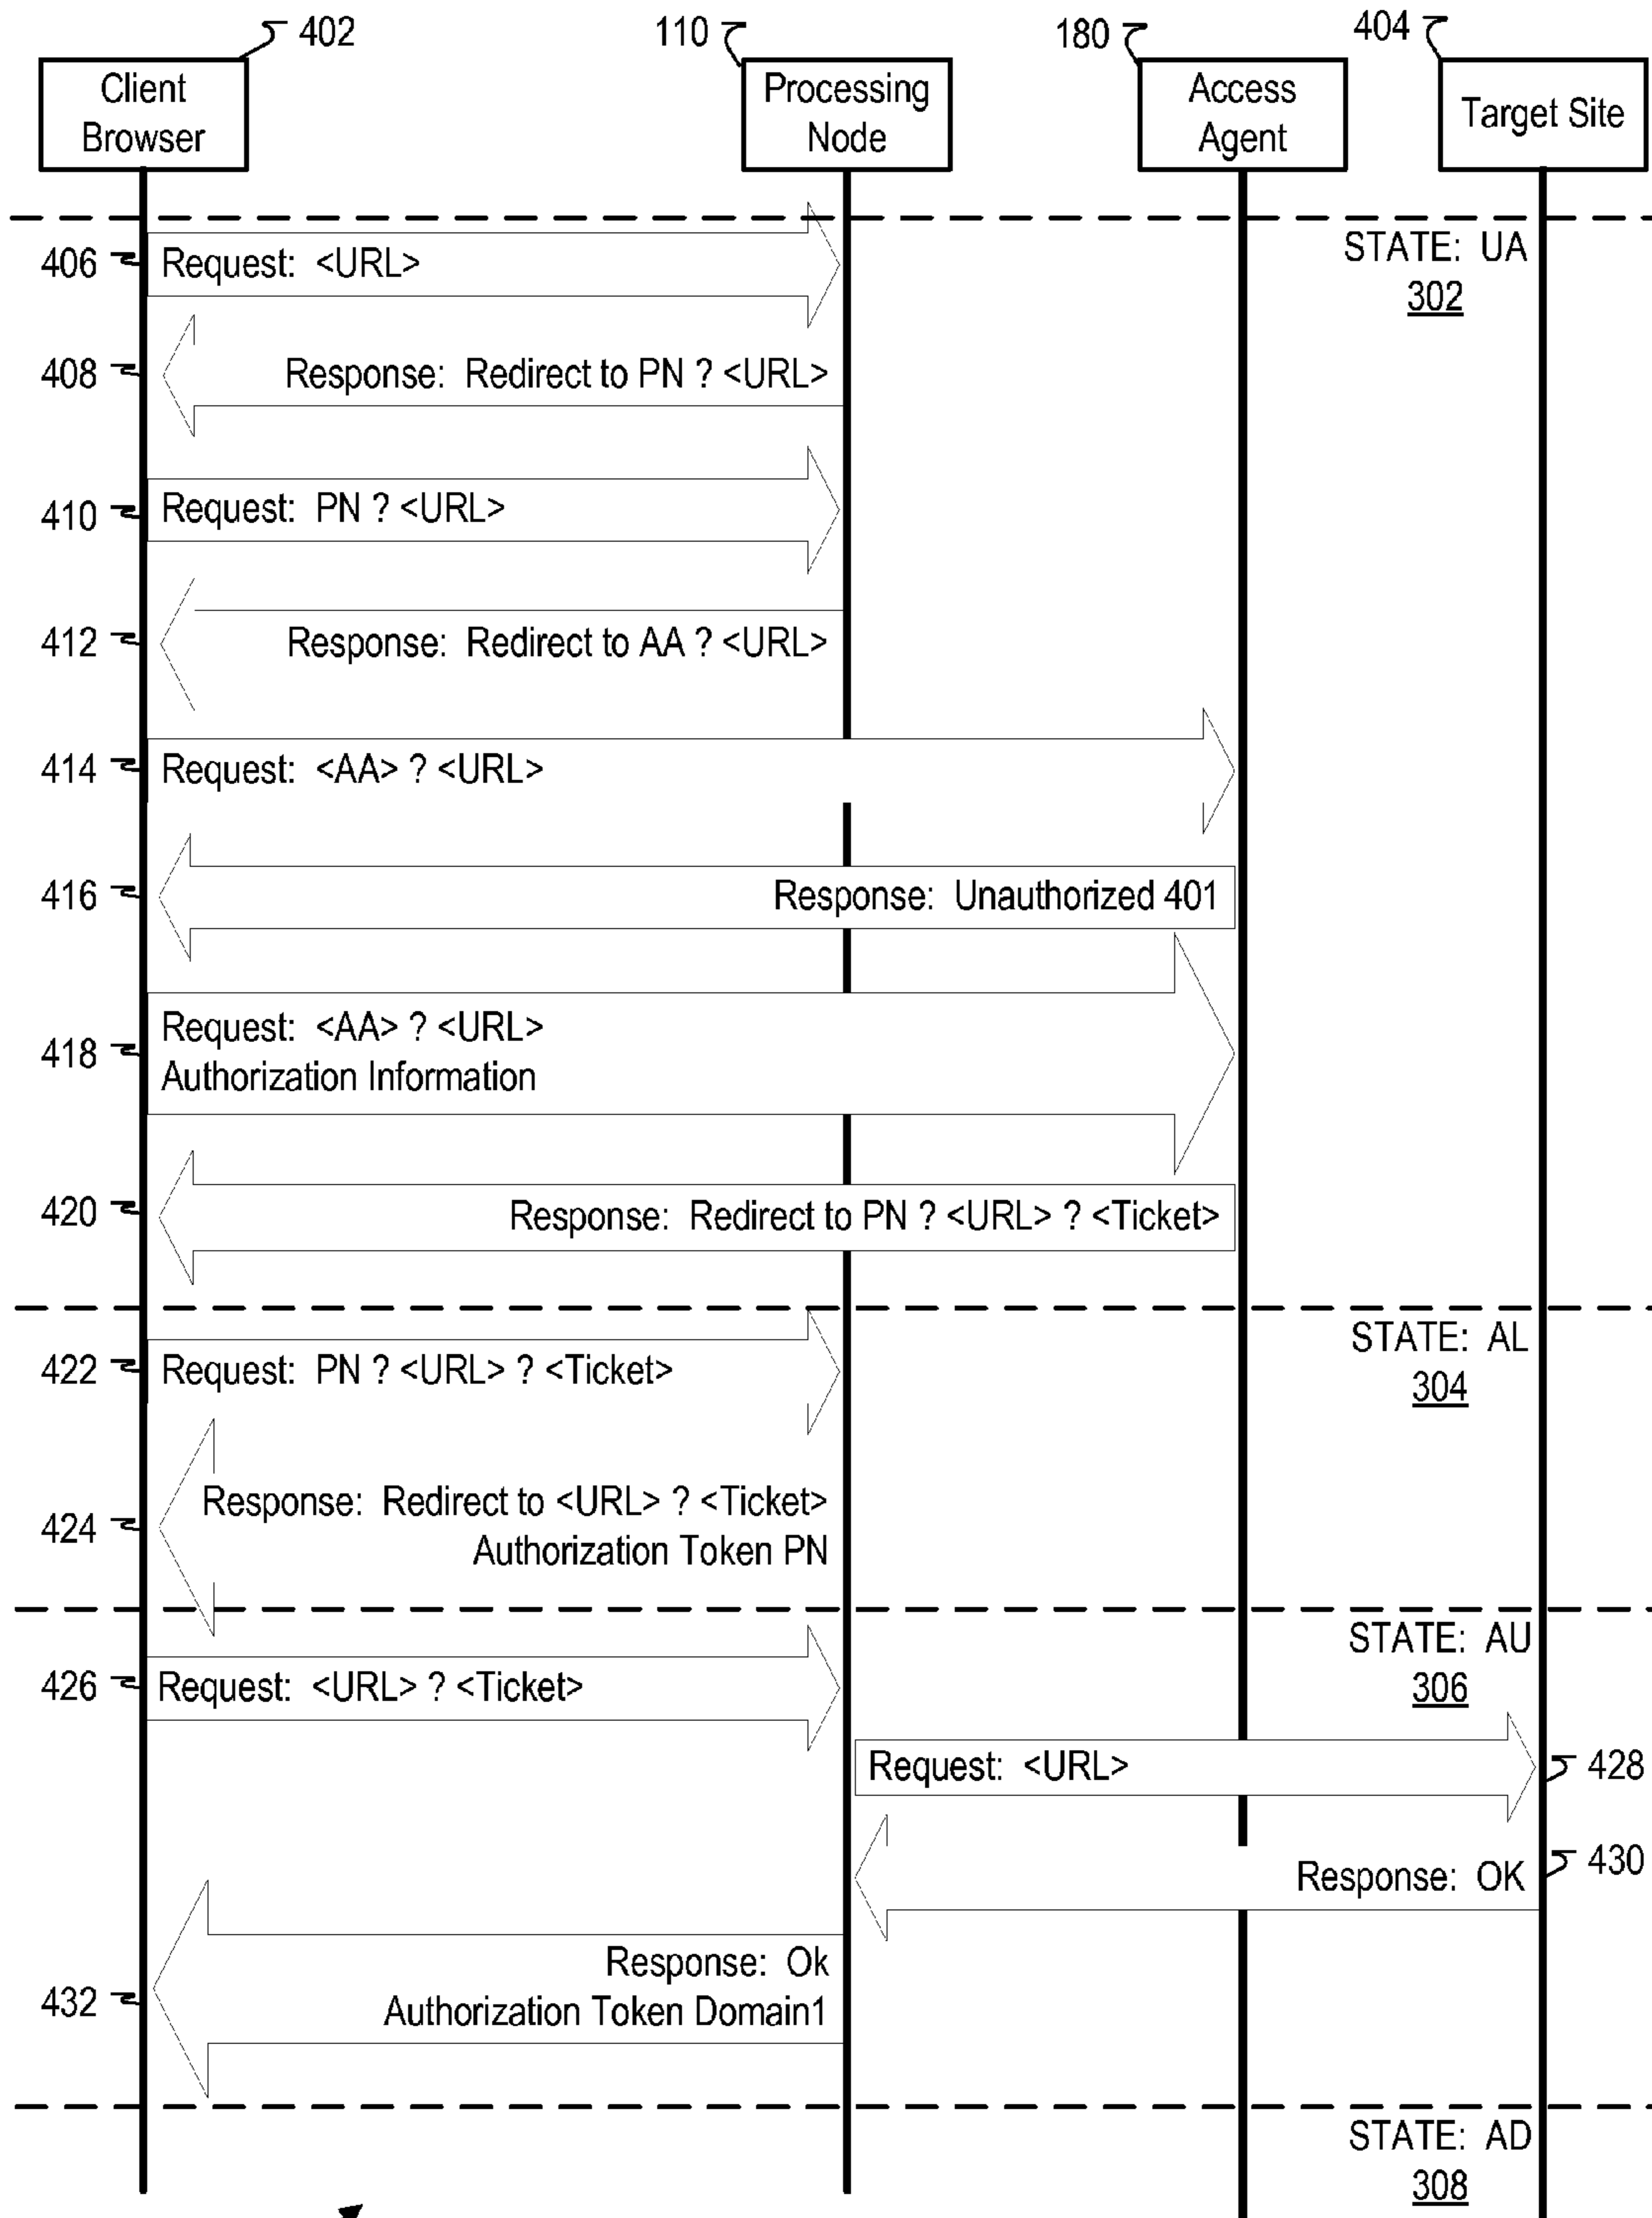 402
110
180
404
Client
Browser
Processing
Node
Access
Agent
Target Site
STATE: UA
302
406
Request: <URL>
408
Response: Redirect to PN ? <URL>
410
Request: PN ? <URL>
412
Response: Redirect to AA ? <URL>
414
Request: <AA> ? <URL>
416
Response: Unauthorized 401
418
Request: <AA> ? <URL>
Authorization Information
420
Response: Redirect to PN ? <URL> ? <Ticket>
STATE: AL
304
422
Request: PN ? <URL> ? <Ticket>
424
Response: Redirect to <URL> ? <Ticket>
Authorization Token PN
STATE: AU
306
426
Request: <URL> ? <Ticket>
Request: <URL>
428
Response: OK
430
432
Response: Ok
Authorization Token Domain1
STATE: AD
308